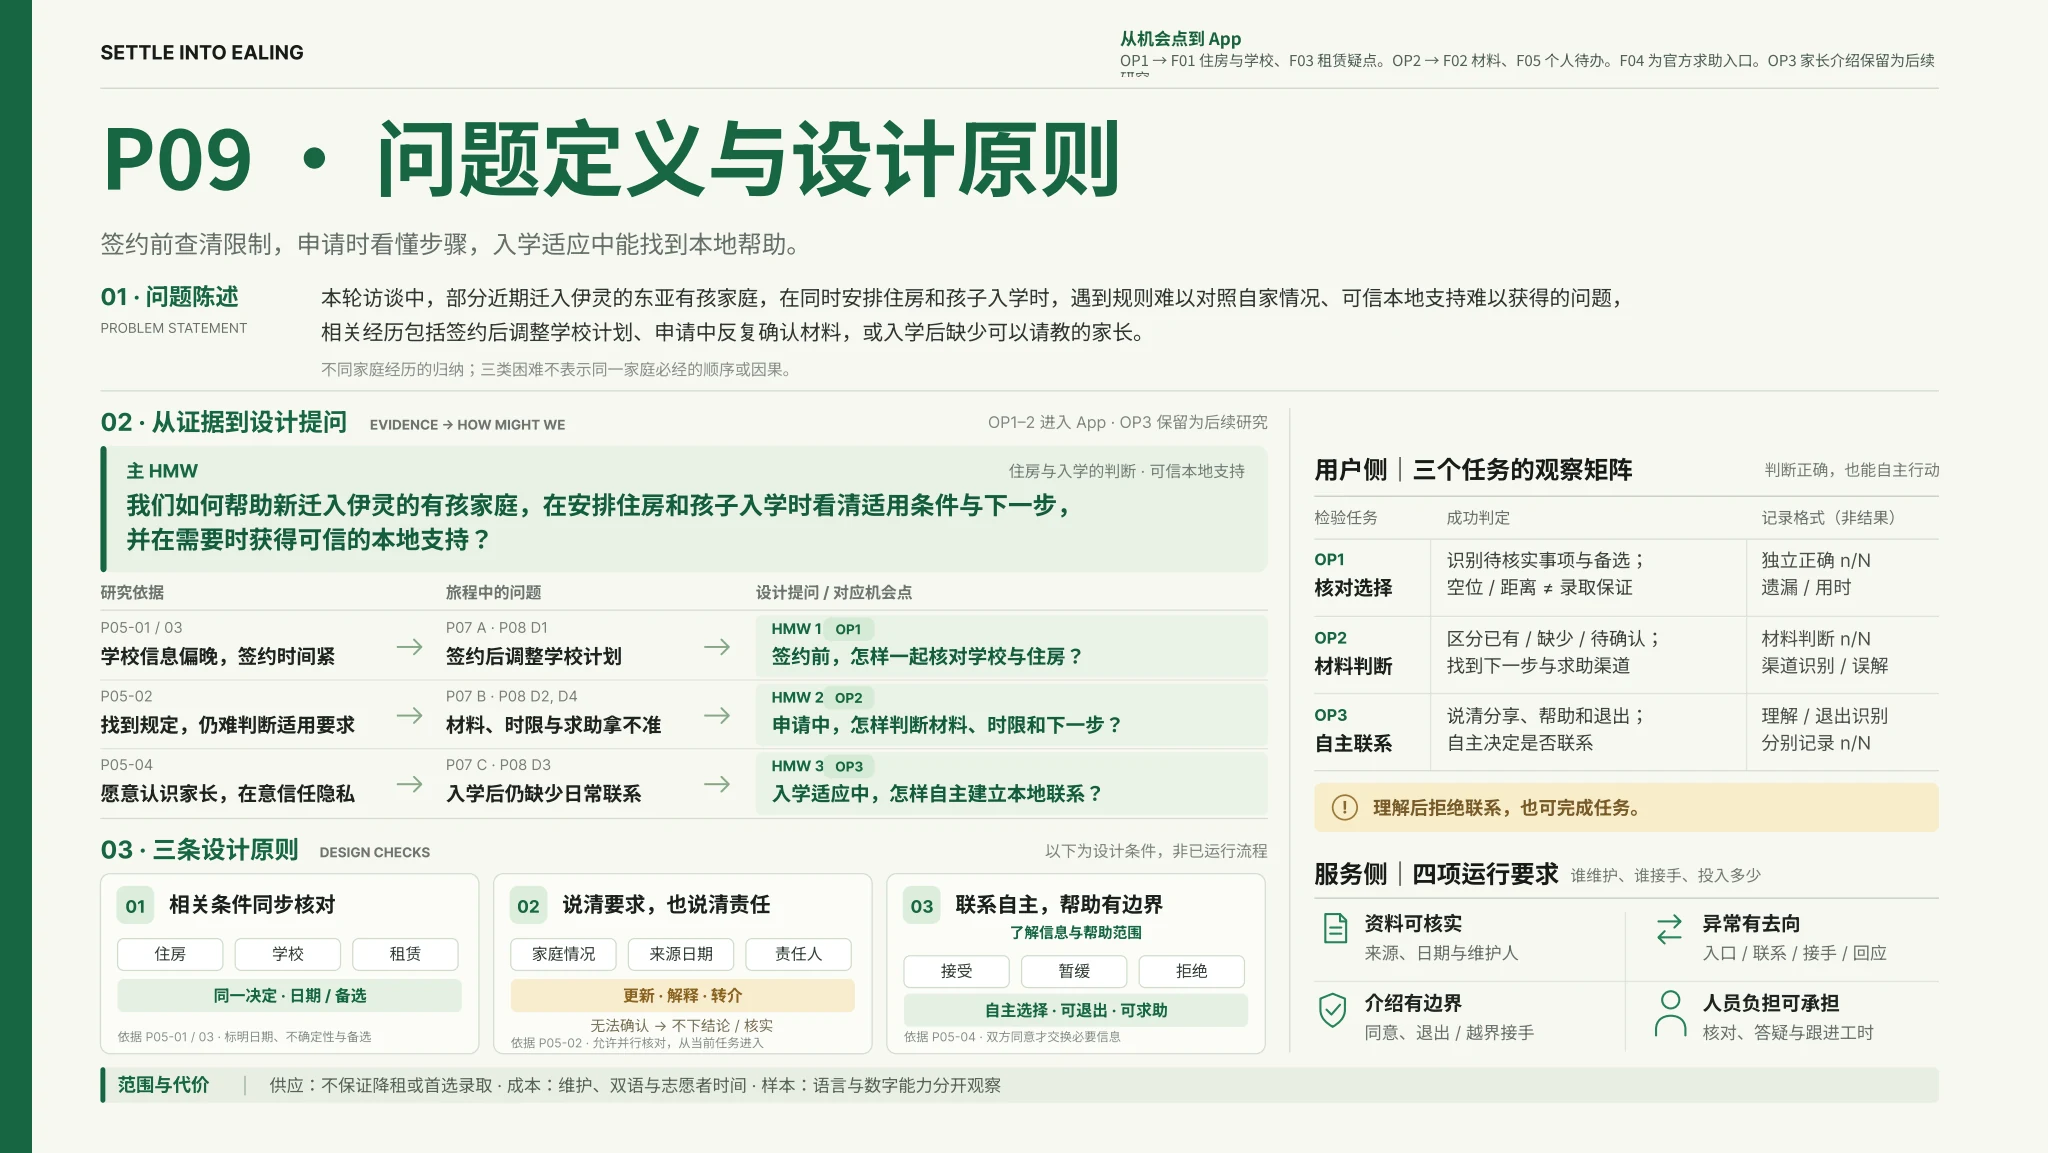 SETTLE INTO EALING
从机会点到 App
OP1 → F01 住房与学校、F03 租赁疑点。OP2 → F02 材料、F05 个人待办。F04 为官方求助入口。OP3 家长介绍保留为后续
研究
P09 · 问题定义与设计原则
签约前查清限制，申请时看懂步骤，入学适应中能找到本地帮助。
01 · 问题陈述
PROBLEM STATEMENT
本轮访谈中，部分近期迁入伊灵的东亚有孩家庭，在同时安排住房和孩子入学时，遇到规则难以对照自家情况、可信本地支持难以获得的问题，
相关经历包括签约后调整学校计划、申请中反复确认材料，或入学后缺少可以请教的家长。
不同家庭经历的归纳；三类困难不表示同一家庭必经的顺序或因果。
02 · 从证据到设计提问 EVIDENCE → HOW MIGHT WE
OP1–2 进入 App · OP3 保留为后续研究
主 HMW
住房与入学的判断 · 可信本地支持
我们如何帮助新迁入伊灵的有孩家庭，在安排住房和孩子入学时看清适用条件与下一步，
并在需要时获得可信的本地支持？
研究依据 旅程中的问题 设计提问 / 对应机会点
P05-01 / 03
学校信息偏晚，签约时间紧
→
P07 A · P08 D1
签约后调整学校计划
→
HMW 1 OP1
签约前，怎样一起核对学校与住房？
P05-02
找到规定，仍难判断适用要求
→
P07 B · P08 D2, D4
材料、时限与求助拿不准
→
HMW 2 OP2
申请中，怎样判断材料、时限和下一步？
P05-04
愿意认识家长，在意信任隐私
→
P07 C · P08 D3
入学后仍缺少日常联系
→
HMW 3 OP3
入学适应中，怎样自主建立本地联系？
03 · 三条设计原则 DESIGN CHECKS
以下为设计条件，非已运行流程
01 相关条件同步核对
住房 学校 租赁
同一决定 · 日期 / 备选
依据 P05-01 / 03 · 标明日期、不确定性与备选
02 说清要求，也说清责任
家庭情况 来源日期 责任人
更新 · 解释 · 转介
无法确认 → 不下结论 / 核实
依据 P05-02 · 允许并行核对，从当前任务进入
03 联系自主，帮助有边界
了解信息与帮助范围
接受 暂缓 拒绝
自主选择 · 可退出 · 可求助
依据 P05-04 · 双方同意才交换必要信息
用户侧｜三个任务的观察矩阵
判断正确，也能自主行动
检验任务 成功判定 记录格式（非结果）
OP1
核对选择
识别待核实事项与备选；
空位 / 距离 ≠ 录取保证
独立正确 n/N
遗漏 / 用时
OP2
材料判断
区分已有 / 缺少 / 待确认；
找到下一步与求助渠道
材料判断 n/N
渠道识别 / 误解
OP3
自主联系
说清分享、帮助和退出；
自主决定是否联系
理解 / 退出识别
分别记录 n/N
! 理解后拒绝联系，也可完成任务。
服务侧｜四项运行要求 谁维护、谁接手、投入多少
资料可核实
来源、日期与维护人
异常有去向
入口 / 联系 / 接手 / 回应
介绍有边界
同意、退出 / 越界接手
人员负担可承担
核对、答疑与跟进工时
范围与代价 | 供应：不保证降租或首选录取 · 成本：维护、双语与志愿者时间 · 样本：语言与数字能力分开观察